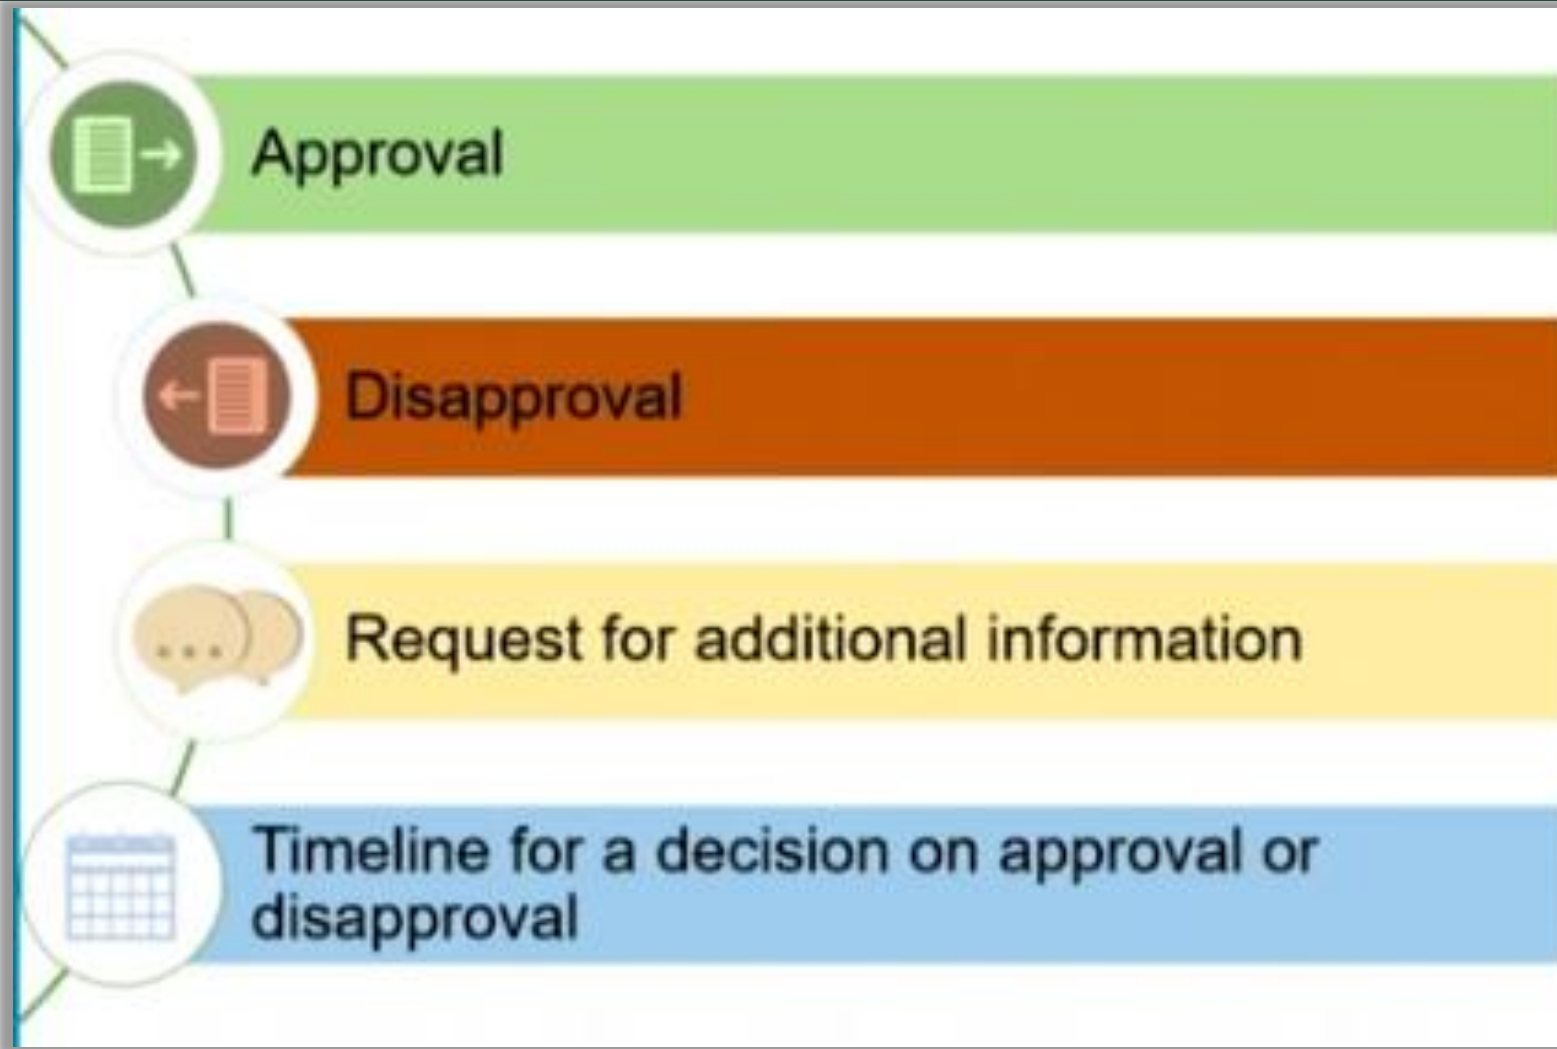 Approval
Disapproval
Request for additional information
Timeline for a decision on approval or
disapproval